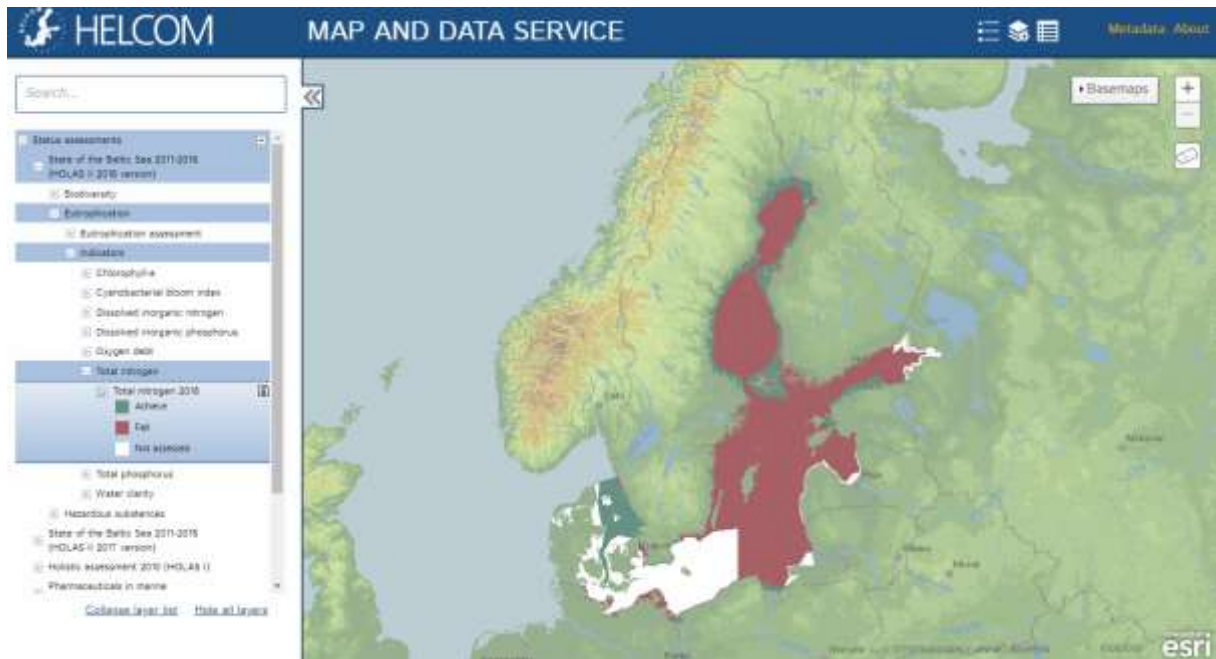 HELCOM
MAP AND DATA SERVICE
Metadata About
Search...
Basemaps
Status assessments
State of the Baltic Sea 2011-2016
(HOLAS II 2018 version)
Biodiversity
Eutrophication
Eutrophication assessment
Indicators
Chlorophyll-a
Cyanobacterial bloom index
Dissolved inorganic nitrogen
Dissolved inorganic phosphorus
Oxygen debt
Total nitrogen
Total nitrogen 2018
Achieve
Fail
Not assessed
Total phosphorus
Water clarity
Hazardous substances
State of the Baltic Sea 2011-2016
(HOLAS II 2017 version)
Holistic assessment 2010 (HOLAS I)
Pharmaceuticals in marine
Collapse layer list Hide all layers
Oslo
Minsk
esri